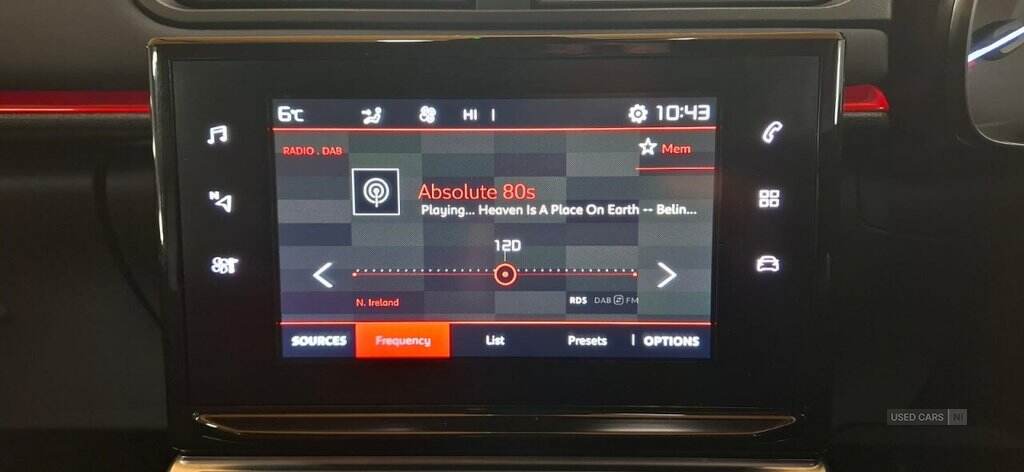 6°C HI 10:43
RADIO . DAB Mem
Absolute 80s
Playing... Heaven Is A Place On Earth -- Belin...
N
12D
N. Ireland RDS DAB FM
SOURCES Frequency List Presets OPTIONS
USED CARS NI